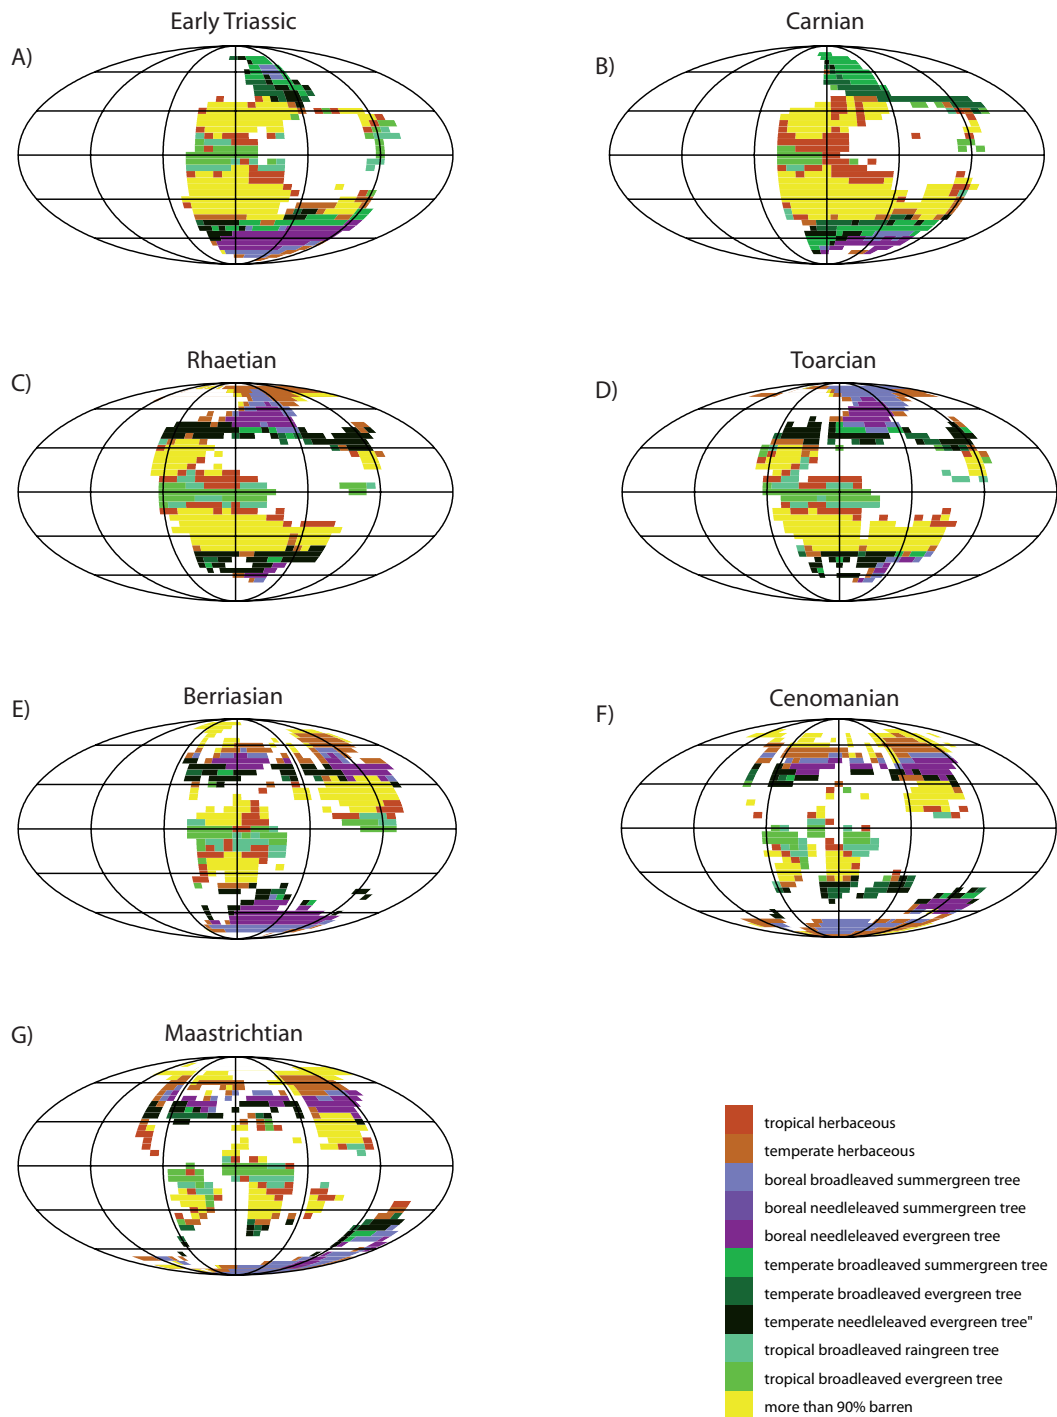 Early Triassic
A)
Carnian
B)
Rhaetian
C)
Toarcian
D)
Berriasian
E)
Cenomanian
F)
Maastrichtian
G)
tropical herbaceous
temperate herbaceous
boreal broadleaved summergreen tree
boreal needleleaved summergreen tree
boreal needleleaved evergreen tree
temperate broadleaved summergreen tree
temperate broadleaved evergreen tree
temperate needleleaved evergreen tree"
tropical broadleaved raingreen tree
tropical broadleaved evergreen tree
more than 90% barren